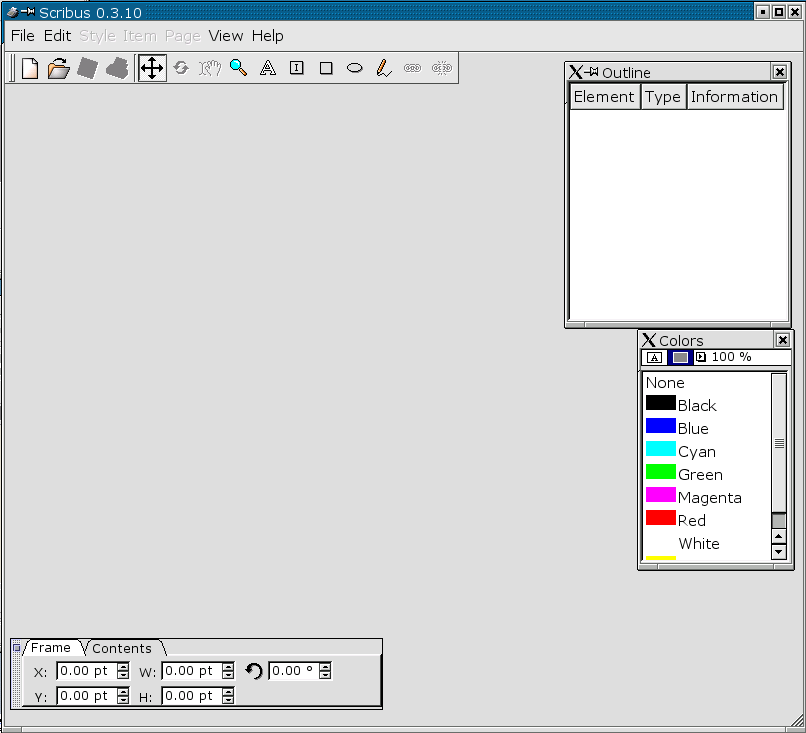 Scribus 0.3.10
File Edit Style Item Page View Help
Outline
Element Type Information
Colors
A 100 %
None
Black
Blue
Cyan
Green
Magenta
Red
White
Frame Contents
X: 0.00 pt W: 0.00 pt 0.00 °
Y: 0.00 pt H: 0.00 pt